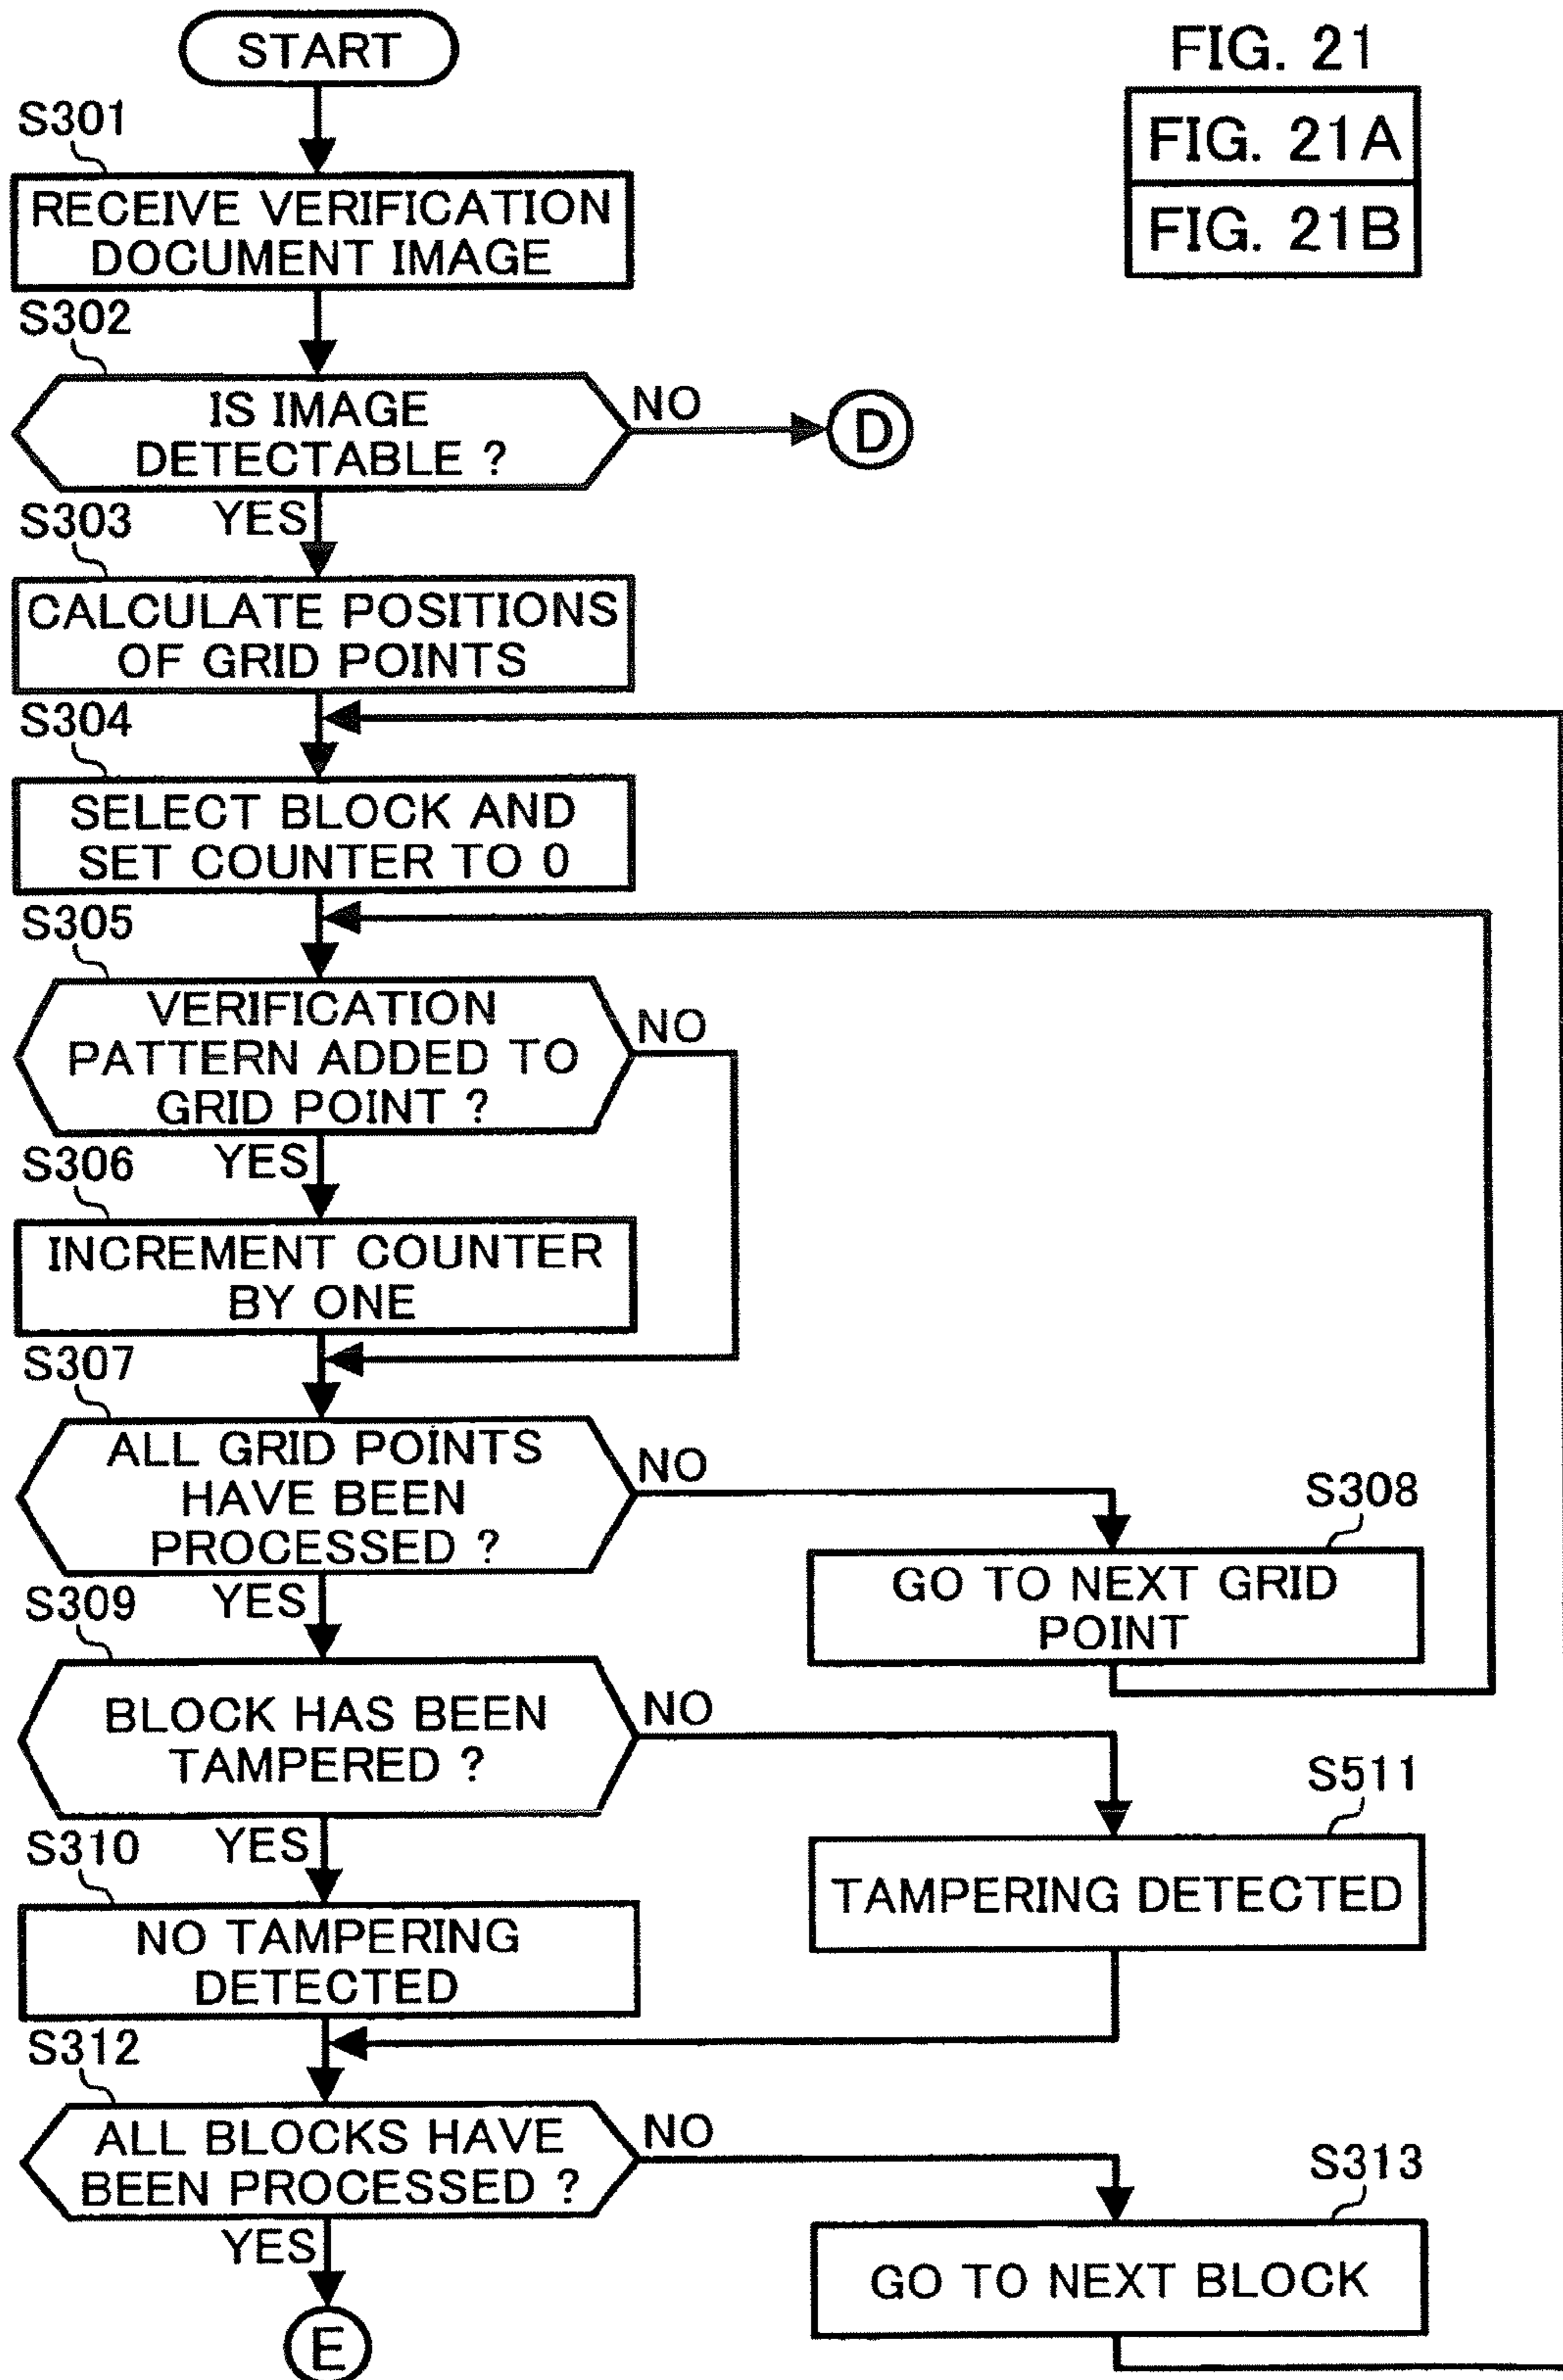 START
FIG. 21
FIG. 21A
FIG. 21B
S301
RECEIVE VERIFICATION
DOCUMENT IMAGE
S302
IS IMAGE
DETECTABLE ?
NO
D
YES
S303
CALCULATE POSITIONS
OF GRID POINTS
S304
SELECT BLOCK AND
SET COUNTER TO 0
S305
VERIFICATION
PATTERN ADDED TO
GRID POINT ?
NO
YES
S306
INCREMENT COUNTER
BY ONE
S307
ALL GRID POINTS
HAVE BEEN
PROCESSED ?
NO
S308
GO TO NEXT GRID
POINT
YES
S309
BLOCK HAS BEEN
TAMPERED ?
NO
S511
TAMPERING DETECTED
YES
S310
NO TAMPERING
DETECTED
S312
ALL BLOCKS HAVE
BEEN PROCESSED ?
NO
S313
GO TO NEXT BLOCK
YES
E